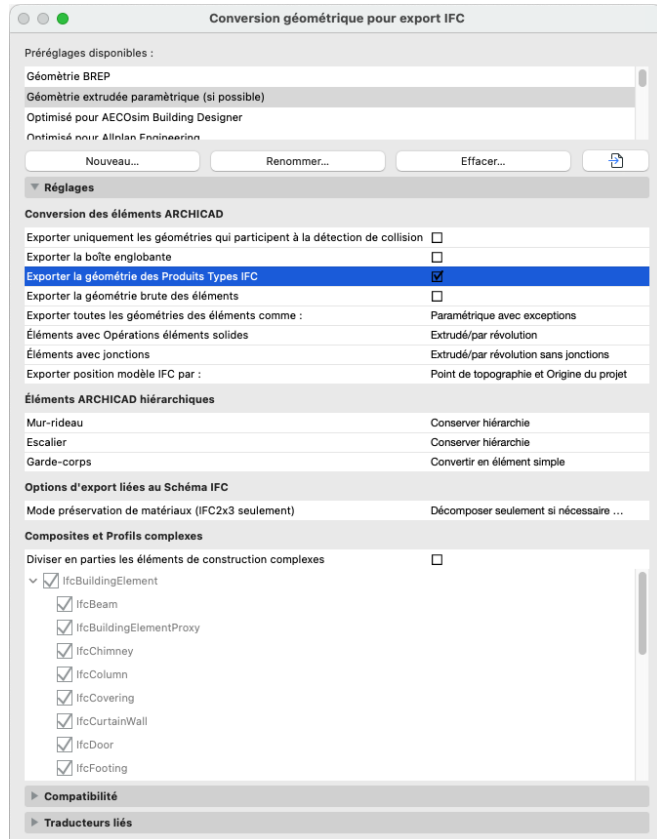 Conversion géométrique pour export IFC
Préréglages disponibles :
Géomètrie BREP
Géomètrie extrudée paramètrique (si possible)
Optimisé pour AECOsim Building Designer
Optimisé pour Allplan Engineering
Nouveau... Renommer... Effacer...
Réglages
Conversion des éléments ARCHICAD
Exporter uniquement les géométries qui participent à la détection de collision
Exporter la boîte englobante
Exporter la géométrie des Produits Types IFC
Exporter la géométrie brute des éléments
Exporter toutes les géométries des éléments comme : Paramétrique avec exceptions
Éléments avec Opérations éléments solides Extrudé/par révolution
Éléments avec jonctions Extrudé/par révolution sans jonctions
Exporter position modèle IFC par : Point de topographie et Origine du projet
Éléments ARCHICAD hiérarchiques
Mur-rideau Conserver hiérarchie
Escalier Conserver hiérarchie
Garde-corps Convertir en élément simple
Options d'export liées au Schéma IFC
Mode préservation de matériaux (IFC2x3 seulement) Décomposer seulement si nécessaire ...
Composites et Profils complexes
Diviser en parties les éléments de construction complexes
IfcBuildingElement
IfcBeam
IfcBuildingElementProxy
IfcChimney
IfcColumn
IfcCovering
IfcCurtainWall
IfcDoor
IfcFooting
Compatibilité
Traducteurs liés